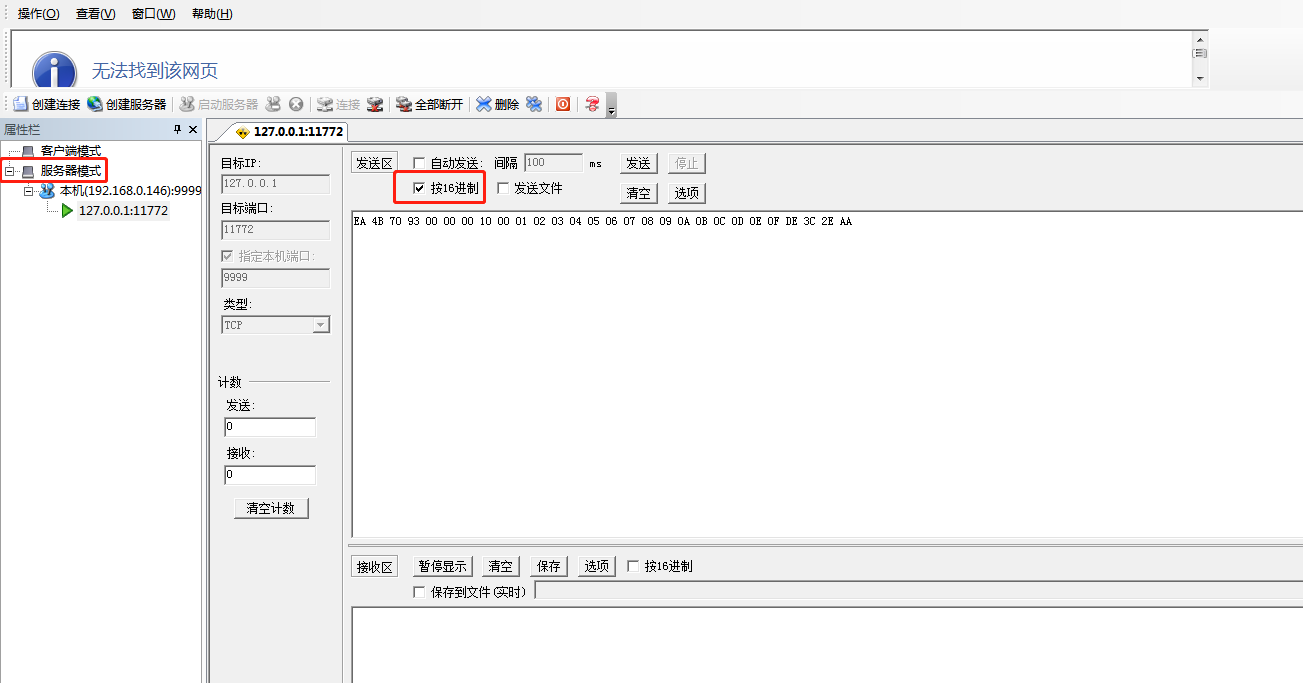 操作(O) 查看(V) 窗口(W) 帮助(H)
无法找到该网页
创建连接 创建服务器 启动服务器 连接 全部断开 删除
属性栏
客户端模式
服务器模式
本机(192.168.0.146):9999
127.0.0.1:11772
127.0.0.1:11772
目标IP:
127.0.0.1
目标端口:
11772
指定本机端口:
9999
类型:
TCP
计数
发送:
0
接收:
0
清空计数
发送区 自动发送: 间隔 100 ms 发送 停止
按16进制 发送文件 清空 选项
EA 4B 70 93 00 00 00 10 00 01 02 03 04 05 06 07 08 09 0A 0B 0C 0D 0E 0F DE 3C 2E AA
接收区 暂停显示 清空 保存 选项 按16进制
保存到文件(实时)